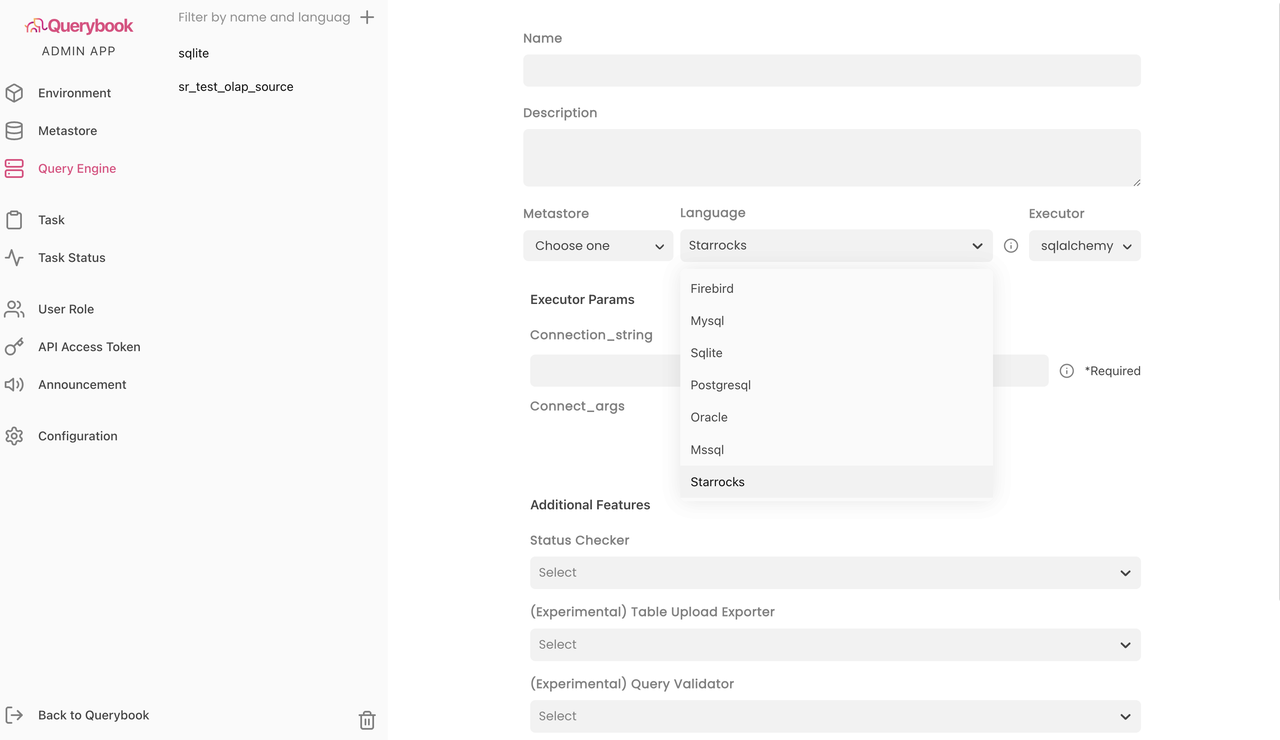 Querybook
ADMIN APP
Environment
Metastore
Query Engine
Task
Task Status
User Role
API Access Token
Announcement
Configuration
Back to Querybook
Filter by name and languag
sqlite
sr_test_olap_source
Name
Description
Metastore Language Executor
Choose one Starrocks sqlalchemy
Firebird
Mysql
Sqlite
Postgresql
Oracle
Mssql
Starrocks
Executor Params
Connection_string
*Required
Connect_args
Additional Features
Status Checker
Select
(Experimental) Table Upload Exporter
Select
(Experimental) Query Validator
Select